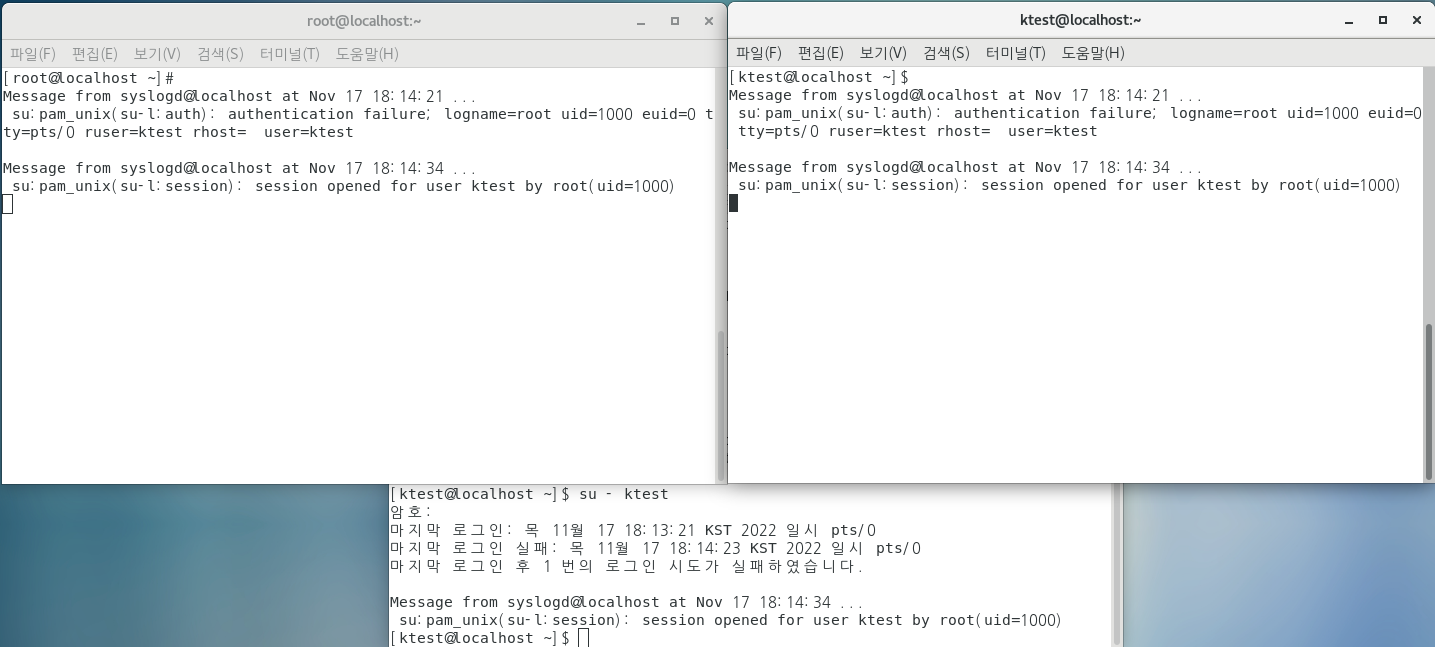 root@localhost:~
파일(F) 편집(E) 보기(V) 검색(S) 터미널(T) 도움말(H)
[root@localhost ~]#
Message from syslogd@localhost at Nov 17 18:14:21 ...
su:pam_unix(su-l:auth): authentication failure; logname=root uid=1000 euid=0 t
ty=pts/0 ruser=ktest rhost=  user=ktest
Message from syslogd@localhost at Nov 17 18:14:34 ...
su:pam_unix(su-l:session): session opened for user ktest by root(uid=1000)
ktest@localhost:~
파일(F) 편집(E) 보기(V) 검색(S) 터미널(T) 도움말(H)
[ktest@localhost ~]$
Message from syslogd@localhost at Nov 17 18:14:21 ...
su:pam_unix(su-l:auth): authentication failure; logname=root uid=1000 euid=0
tty=pts/0 ruser=ktest rhost=  user=ktest
Message from syslogd@localhost at Nov 17 18:14:34 ...
su:pam_unix(su-l:session): session opened for user ktest by root(uid=1000)
[ktest@localhost ~]$ su - ktest
암호:
마지막 로그인: 목 11월 17 18:13:21 KST 2022 일시 pts/0
마지막 로그인 실패: 목 11월 17 18:14:23 KST 2022 일시 pts/0
마지막 로그인 후 1 번의 로그인 시도가 실패하였습니다.
Message from syslogd@localhost at Nov 17 18:14:34 ...
su:pam_unix(su-l:session): session opened for user ktest by root(uid=1000)
[ktest@localhost ~]$